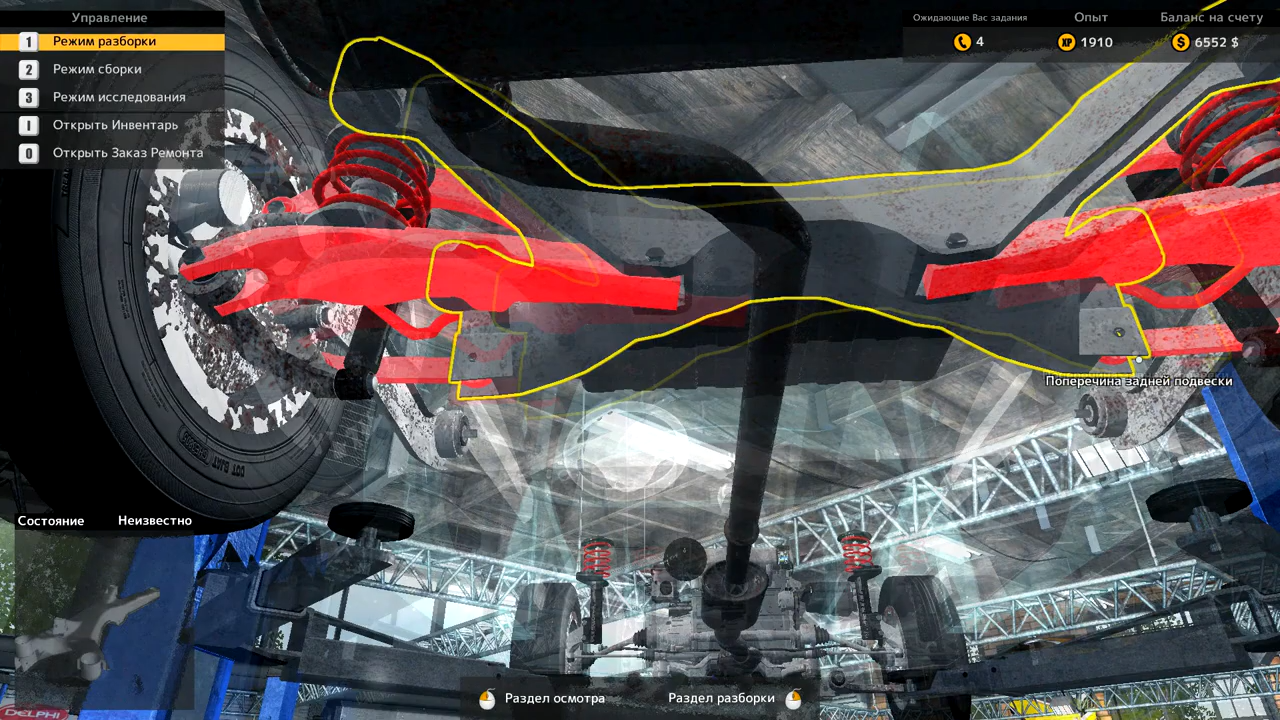 Управление
1 Режим разборки
2 Режим сборки
3 Режим исследования
I Открыть Инвентарь
O Открыть Заказ Ремонта
Ожидающие Вас задания Опыт Баланс на счету
4 XP 1910 $ 6552 $
Поперечина задней подвески
Состояние Неизвестно
DELPHI
Раздел осмотра Раздел разборки